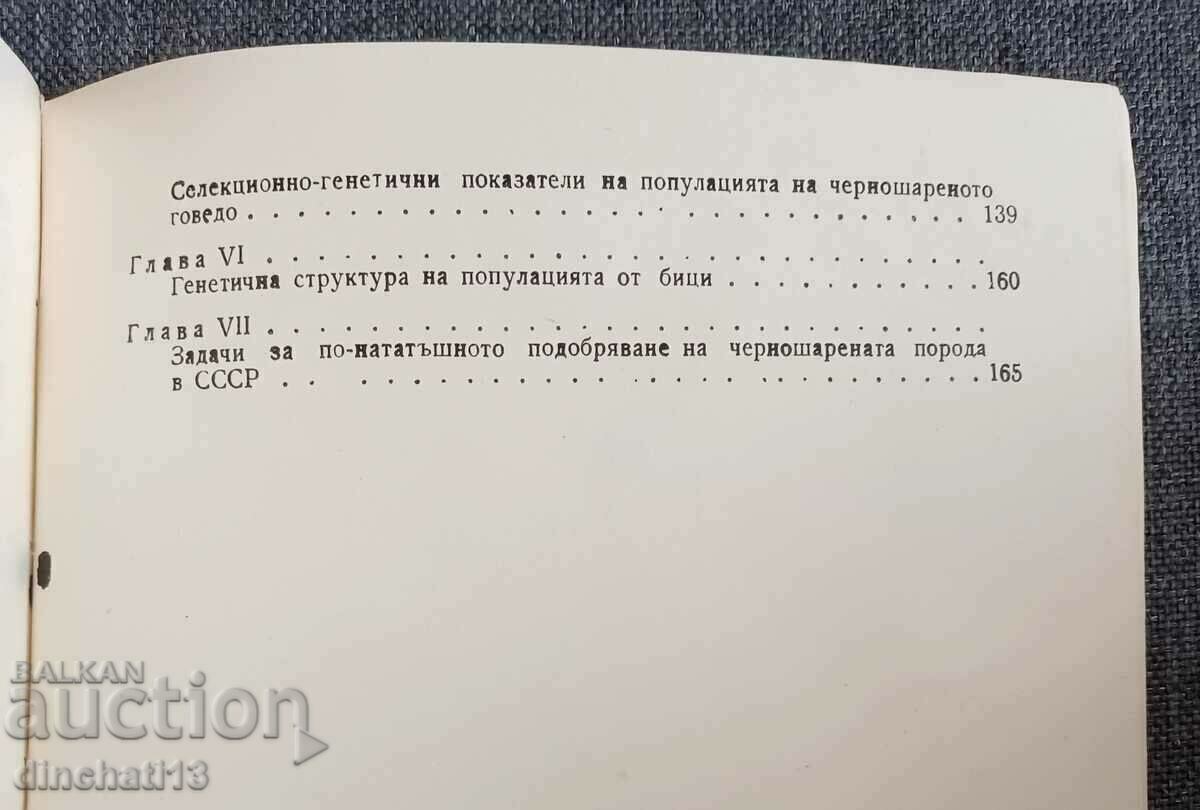 Селекционно-генетични показатели на популацията на черношареното
говедо . . . . . . . . . . . . . . . . . . . . . . 139
Глава VI . . . . . . . . . . . . . . . . . . . . . .
Генетична структура на популацията от бици . . . . . . . . . . . 160
Глава VII . . . . . . . . . . . . . . . . . . . . . .
Задачи за по-нататъшното подобряване на черношарената порода
в СССР . . . . . . . . . . . . . . . . . . . . . . 165
BALKAN
auction
dinchati13